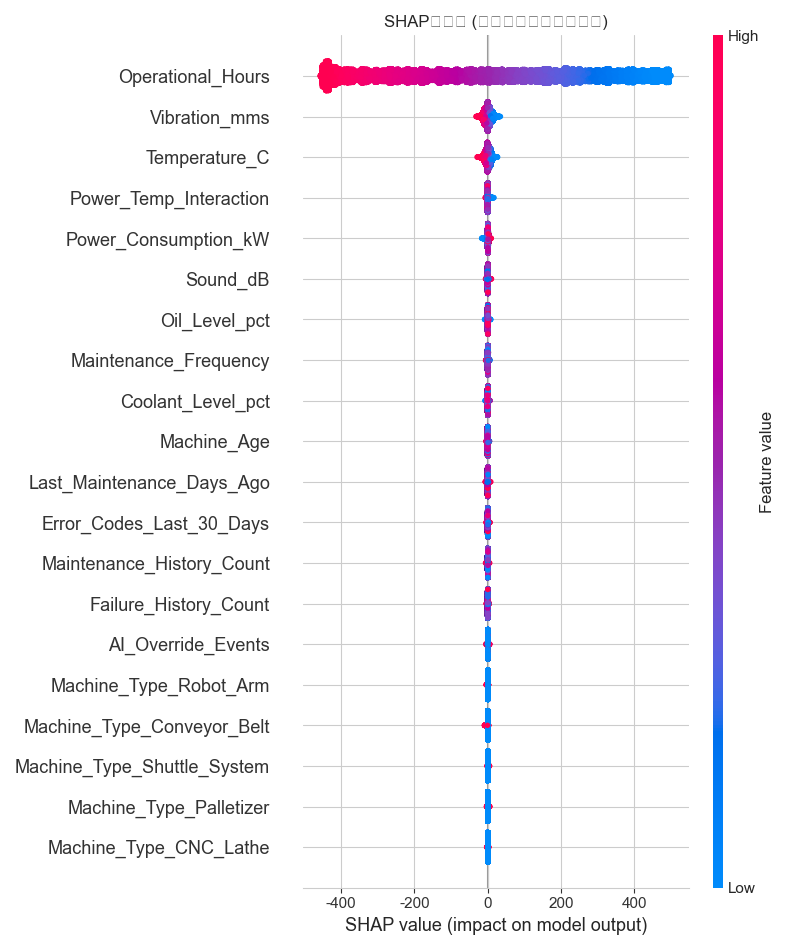 SHAP
High
Operational_Hours
Vibration_mms
Temperature_C
Power_Temp_Interaction
Power_Consumption_kW
Sound_dB
Oil_Level_pct
Maintenance_Frequency
Coolant_Level_pct
Machine_Age
Last_Maintenance_Days_Ago
Error_Codes_Last_30_Days
Maintenance_History_Count
Failure_History_Count
AI_Override_Events
Machine_Type_Robot_Arm
Machine_Type_Conveyor_Belt
Machine_Type_Shuttle_System
Machine_Type_Palletizer
Machine_Type_CNC_Lathe
Feature value
Low
-400 -200 0 200 400
SHAP value (impact on model output)